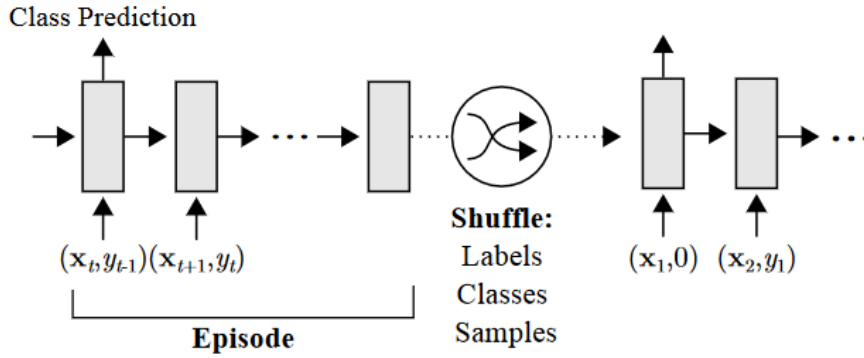 Class Prediction
(x_t,y_{t-1})(x_{t+1},y_t)
Episode
Shuffle:
Labels
Classes
Samples
(x_1,0) (x_2,y_1)